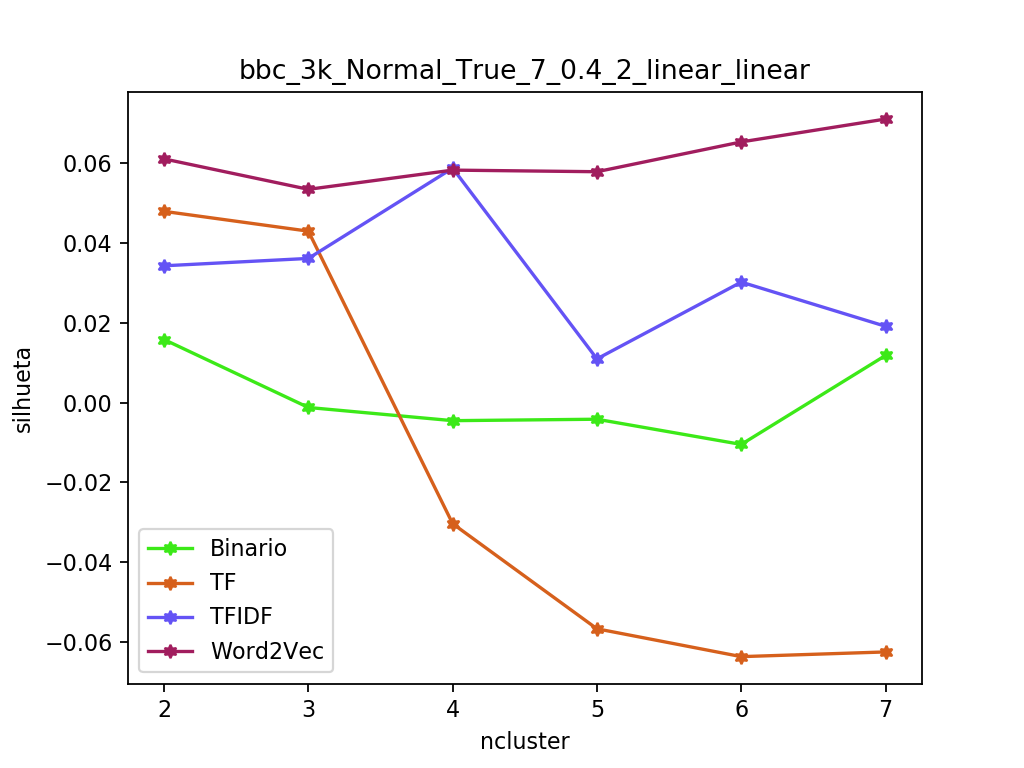 bbc_3k_Normal_True_7_0.4_2_linear_linear
silhueta
0.06
0.04
0.02
0.00
−0.02
−0.04
−0.06
Binario
TF
TFIDF
Word2Vec
2 3 4 5 6 7
ncluster